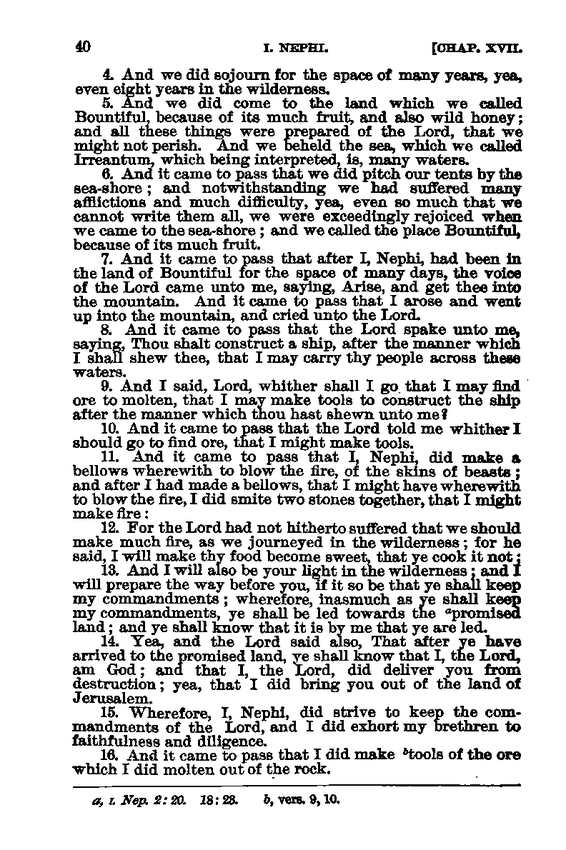 40 I. NEPHI. [CHAP. XVII.
4. And we did sojourn for the space of many years, yea,
even eight years in the wilderness.
5. And we did come to the land which we called
Bountiful, because of its much fruit, and also wild honey;
and all these things were prepared of the Lord, that we
might not perish. And we beheld the sea, which we called
Irreantum, which being interpreted, is, many waters.
6. And it came to pass that we did pitch our tents by the
sea-shore; and notwithstanding we had suffered many
afflictions and much difficulty, yea, even so much that we
cannot write them all, we were exceedingly rejoiced when
we came to the sea-shore; and we called the place Bountiful,
because of its much fruit.
7. And it came to pass that after I, Nephi, had been in
the land of Bountiful for the space of many days, the voice
of the Lord came unto me, saying, Arise, and get thee into
the mountain. And it came to pass that I arose and went
up into the mountain, and cried unto the Lord.
8. And it came to pass that the Lord spake unto me,
saying, Thou shalt construct a ship, after the manner which
I shall shew thee, that I may carry thy people across these
waters.
9. And I said, Lord, whither shall I go that I may find
ore to molten, that I may make tools to construct the ship
after the manner which thou hast shewn unto me?
10. And it came to pass that the Lord told me whither I
should go to find ore, that I might make tools.
11. And it came to pass that I, Nephi, did make a
bellows wherewith to blow the fire, of the skins of beasts;
and after I had made a bellows, that I might have wherewith
to blow the fire, I did smite two stones together, that I might
make fire:
12. For the Lord had not hitherto suffered that we should
make much fire, as we journeyed in the wilderness; for he
said, I will make thy food become sweet, that ye cook it not;
13. And I will also be your light in the wilderness; and I
will prepare the way before you, if it so be that ye shall keep
my commandments; wherefore, inasmuch as ye shall keep
my commandments, ye shall be led towards the ᵃpromised
land; and ye shall know that it is by me that ye are led.
14. Yea, and the Lord said also, That after ye have
arrived to the promised land, ye shall know that I, the Lord,
am God; and that I, the Lord, did deliver you from
destruction; yea, that I did bring you out of the land of
Jerusalem.
15. Wherefore, I, Nephi, did strive to keep the com-
mandments of the Lord, and I did exhort my brethren to
faithfulness and diligence.
16. And it came to pass that I did make ᵇtools of the ore
which I did molten out of the rock.
a, I. Nep. 2: 20. 18: 23. b, vers. 9, 10.